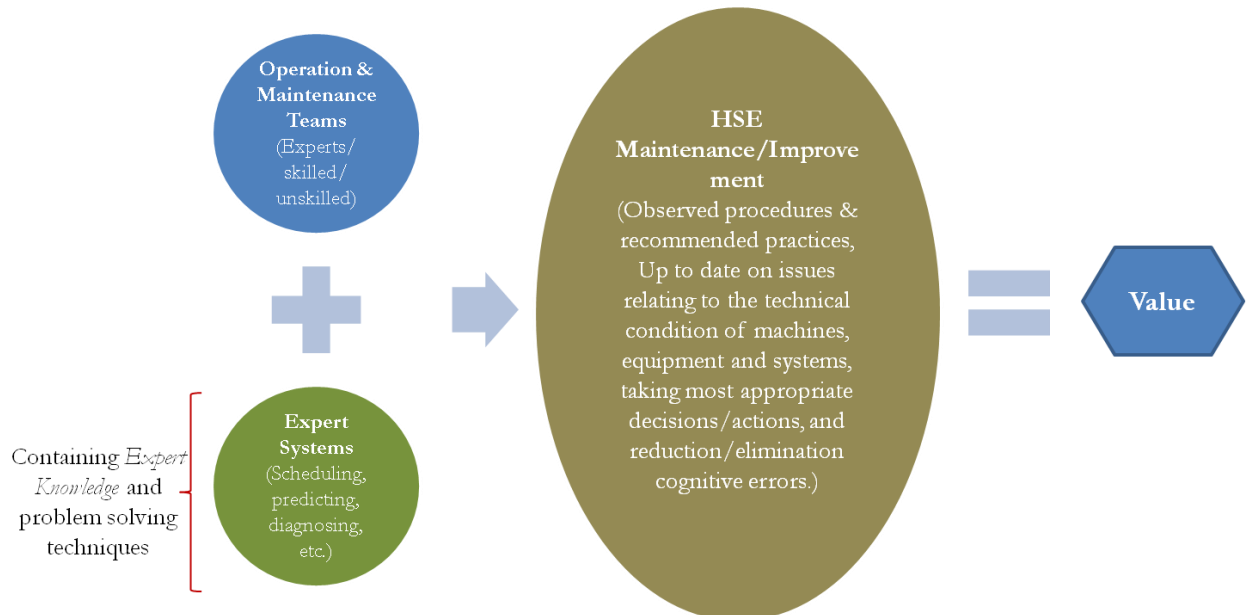 Operation &
Maintenance
Teams
(Experts/
skilled/
unskilled)
Expert
Systems
(Scheduling,
predicting,
diagnosing,
etc.)
Containing Expert
Knowledge and
problem solving
techniques
HSE
Maintenance/Improve
ment
(Observed procedures &
recommended practices,
Up to date on issues
relating to the technical
condition of machines,
equipment and systems,
taking most appropriate
decisions/actions, and
reduction/elimination
cognitive errors.)
Value